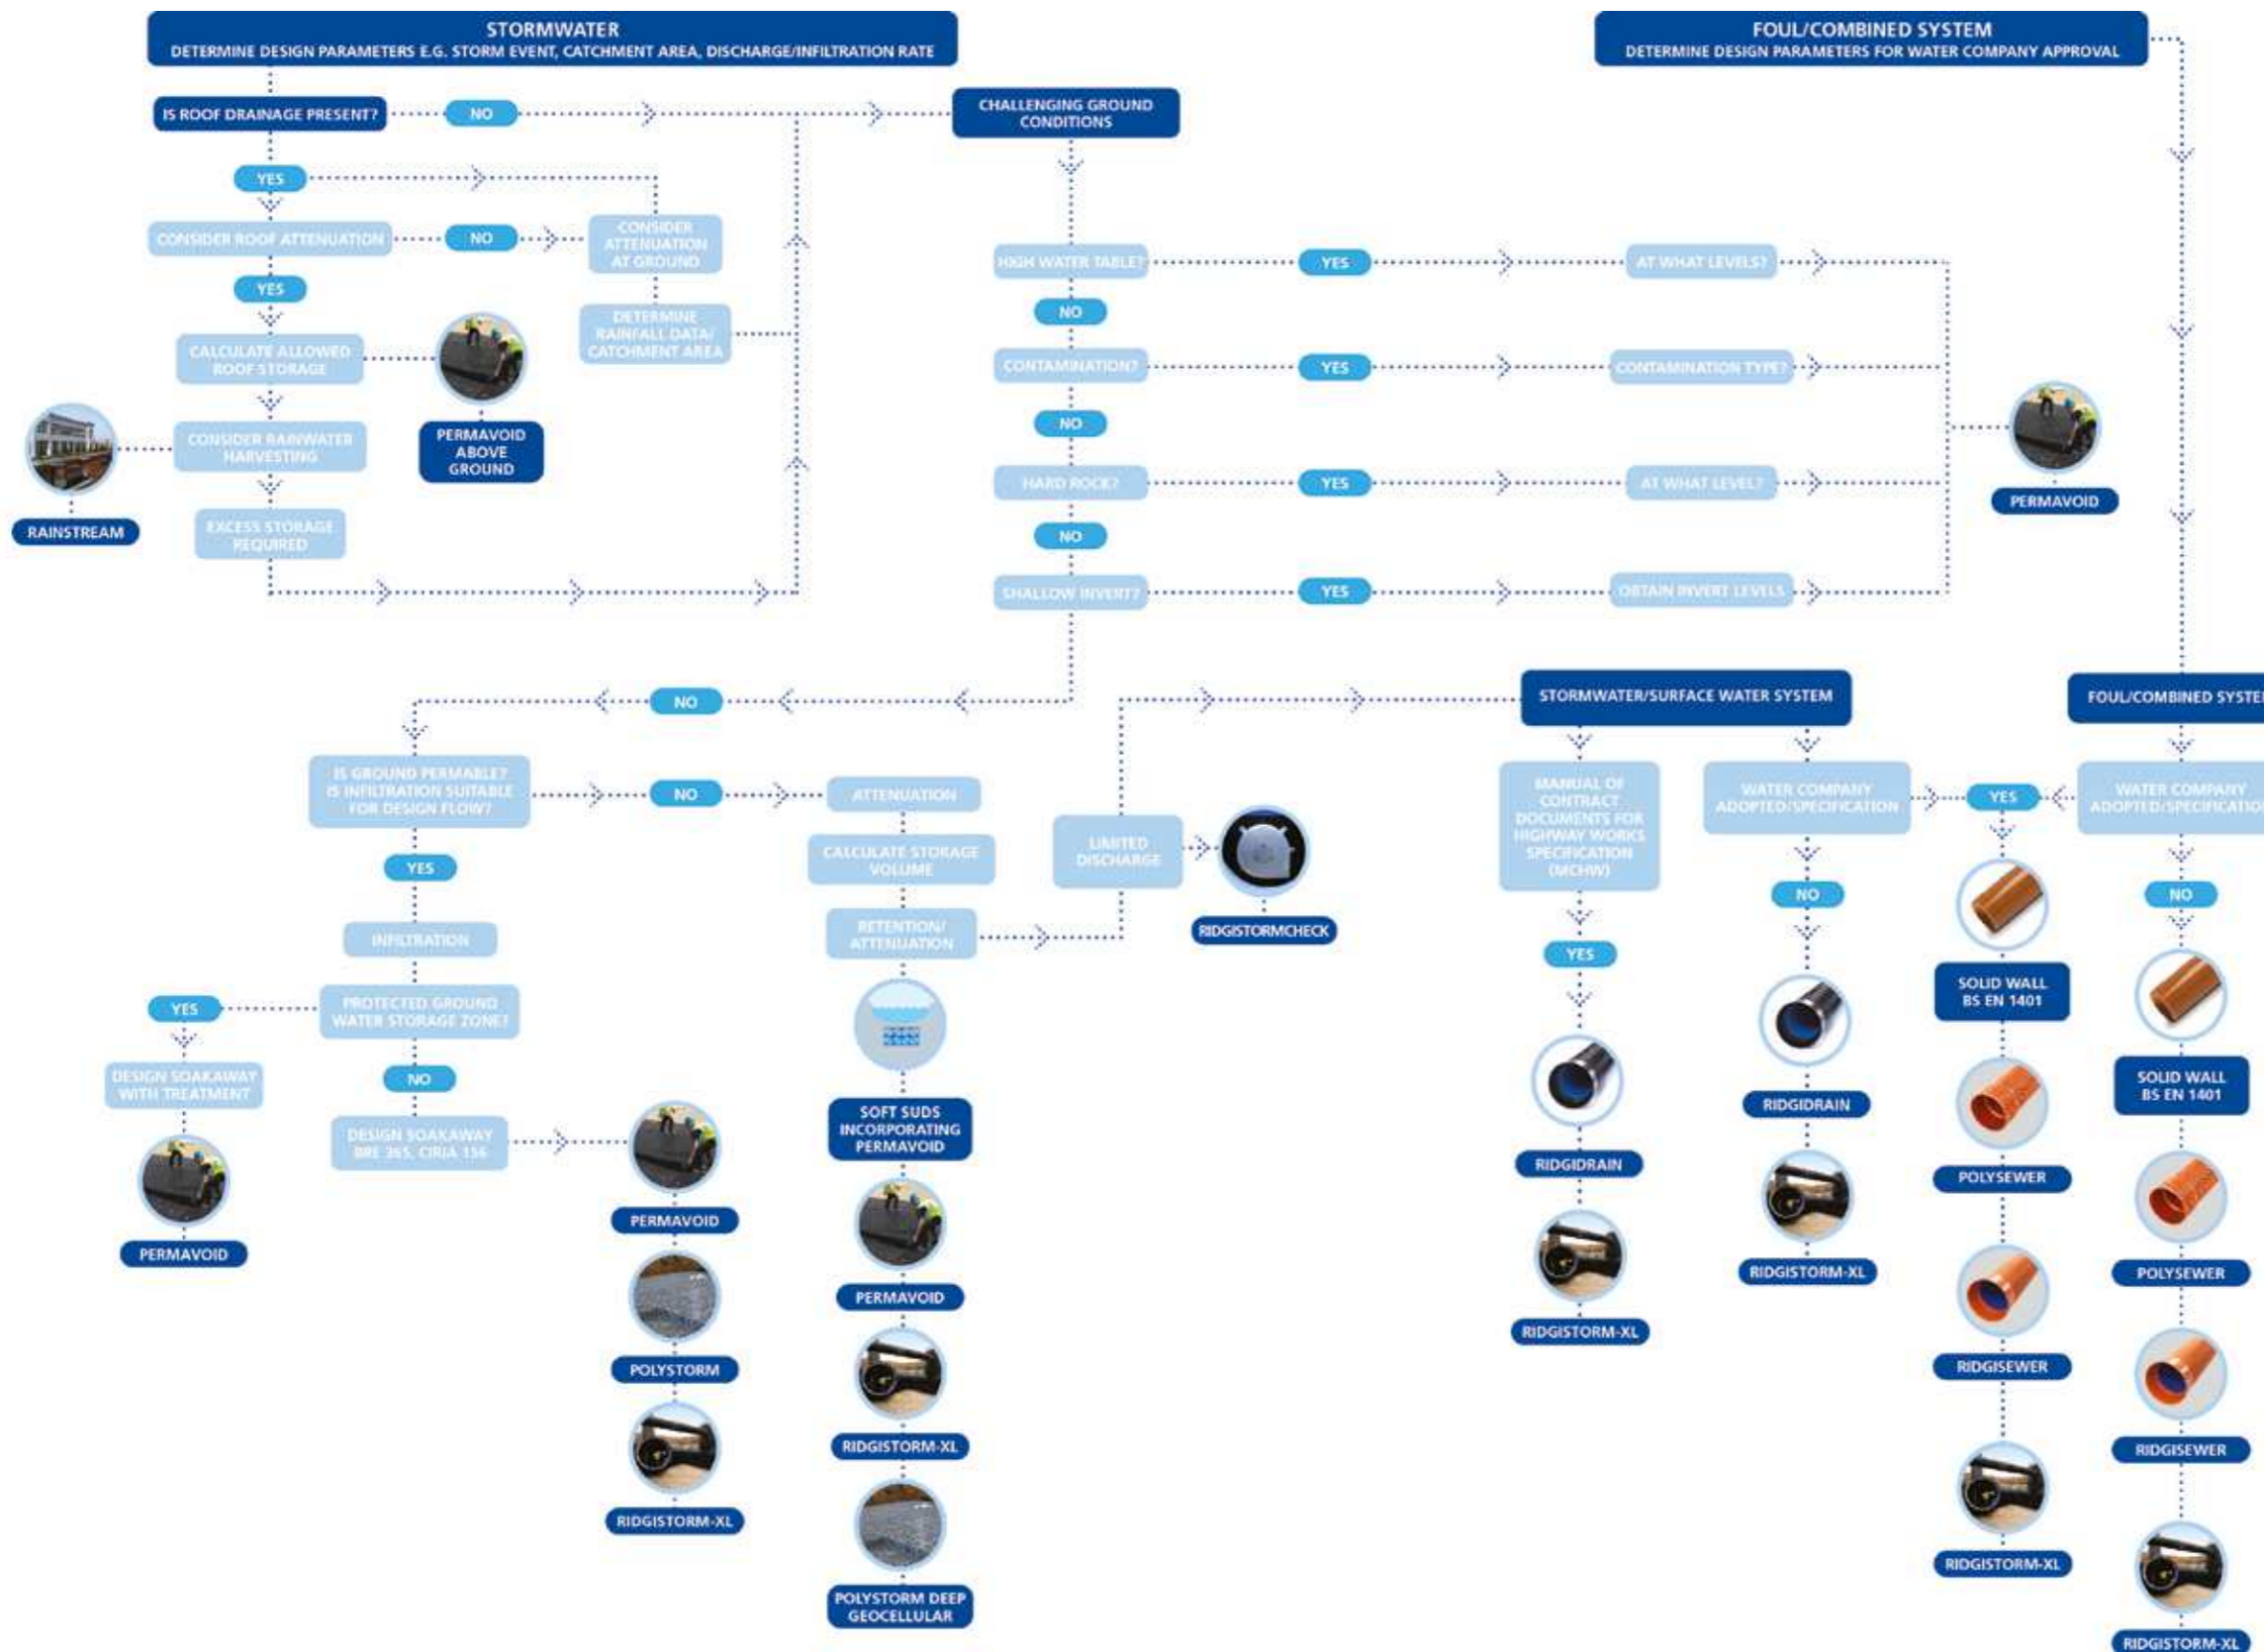 STORMWATER
DETERMINE DESIGN PARAMETERS E.G. STORM EVENT, CATCHMENT AREA, DISCHARGE/INFILTRATION RATE
FOUL/COMBINED SYSTEM
DETERMINE DESIGN PARAMETERS FOR WATER COMPANY APPROVAL
IS ROOF DRAINAGE PRESENT?
NO
CHALLENGING GROUND
CONDITIONS
YES
CONSIDER ROOF ATTENUATION
NO
CONSIDER
ATTENUATION
AT GROUND
YES
DETERMINE
RAINFALL DATA/
CATCHMENT AREA
CALCULATE ALLOWED
ROOF STORAGE
PERMAVOID
ABOVE
GROUND
CONSIDER RAINWATER
HARVESTING
RAINSTREAM
EXCESS STORAGE
REQUIRED
HIGH WATER TABLE?
YES
AT WHAT LEVELS?
NO
CONTAMINATION?
YES
CONTAMINATION TYPE?
NO
HARD ROCK?
YES
AT WHAT LEVEL?
PERMAVOID
NO
SHALLOW INVERT?
YES
OBTAIN INVERT LEVELS
NO
IS GROUND PERMABLE?
IS INFILTRATION SUITABLE
FOR DESIGN FLOW?
NO
ATTENUATION
CALCULATE STORAGE
VOLUME
RETENTION/
ATTENUATION
LIMITED
DISCHARGE
RIDGISTORMCHECK
YES
INFILTRATION
PROTECTED GROUND
WATER STORAGE ZONE?
YES
DESIGN SOAKAWAY
WITH TREATMENT
PERMAVOID
NO
DESIGN SOAKAWAY
BRE 365, CIRIA 156
PERMAVOID
POLYSTORM
RIDGISTORM-XL
SOFT SUDS
INCORPORATING
PERMAVOID
PERMAVOID
RIDGISTORM-XL
POLYSTORM DEEP
GEOCELLULAR
STORMWATER/SURFACE WATER SYSTEM
MANUAL OF
CONTRACT
DOCUMENTS FOR
HIGHWAY WORKS
SPECIFICATION
(MCHW)
YES
RIDGIDRAIN
RIDGISTORM-XL
WATER COMPANY
ADOPTED/SPECIFICATION
NO
RIDGIDRAIN
RIDGISTORM-XL
YES
SOLID WALL
BS EN 1401
POLYSEWER
RIDGISEWER
RIDGISTORM-XL
FOUL/COMBINED SYSTE
WATER COMPANY
ADOPTED/SPECIFICATION
NO
SOLID WALL
BS EN 1401
POLYSEWER
RIDGISEWER
RIDGISTORM-XL